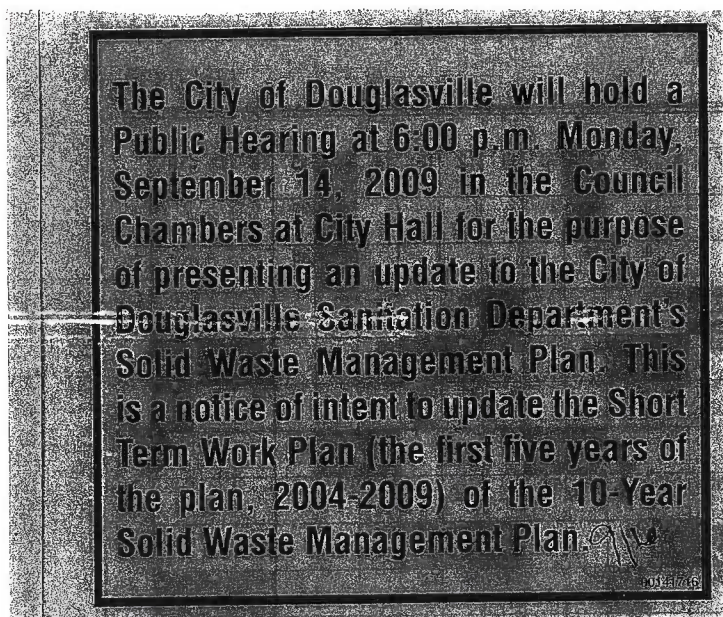 The City of Douglasville will hold a
Public Hearing at 6:00 p.m. Monday,
September 14, 2009 in the Council
Chambers at City Hall for the purpose
of presenting an update to the City of
Douglasville Sanitation Department's
Solid Waste Management Plan. This
is a notice of intent to update the Short
Term Work Plan (the first five years of
the plan, 2004-2009) of the 10-Year
Solid Waste Management Plan.